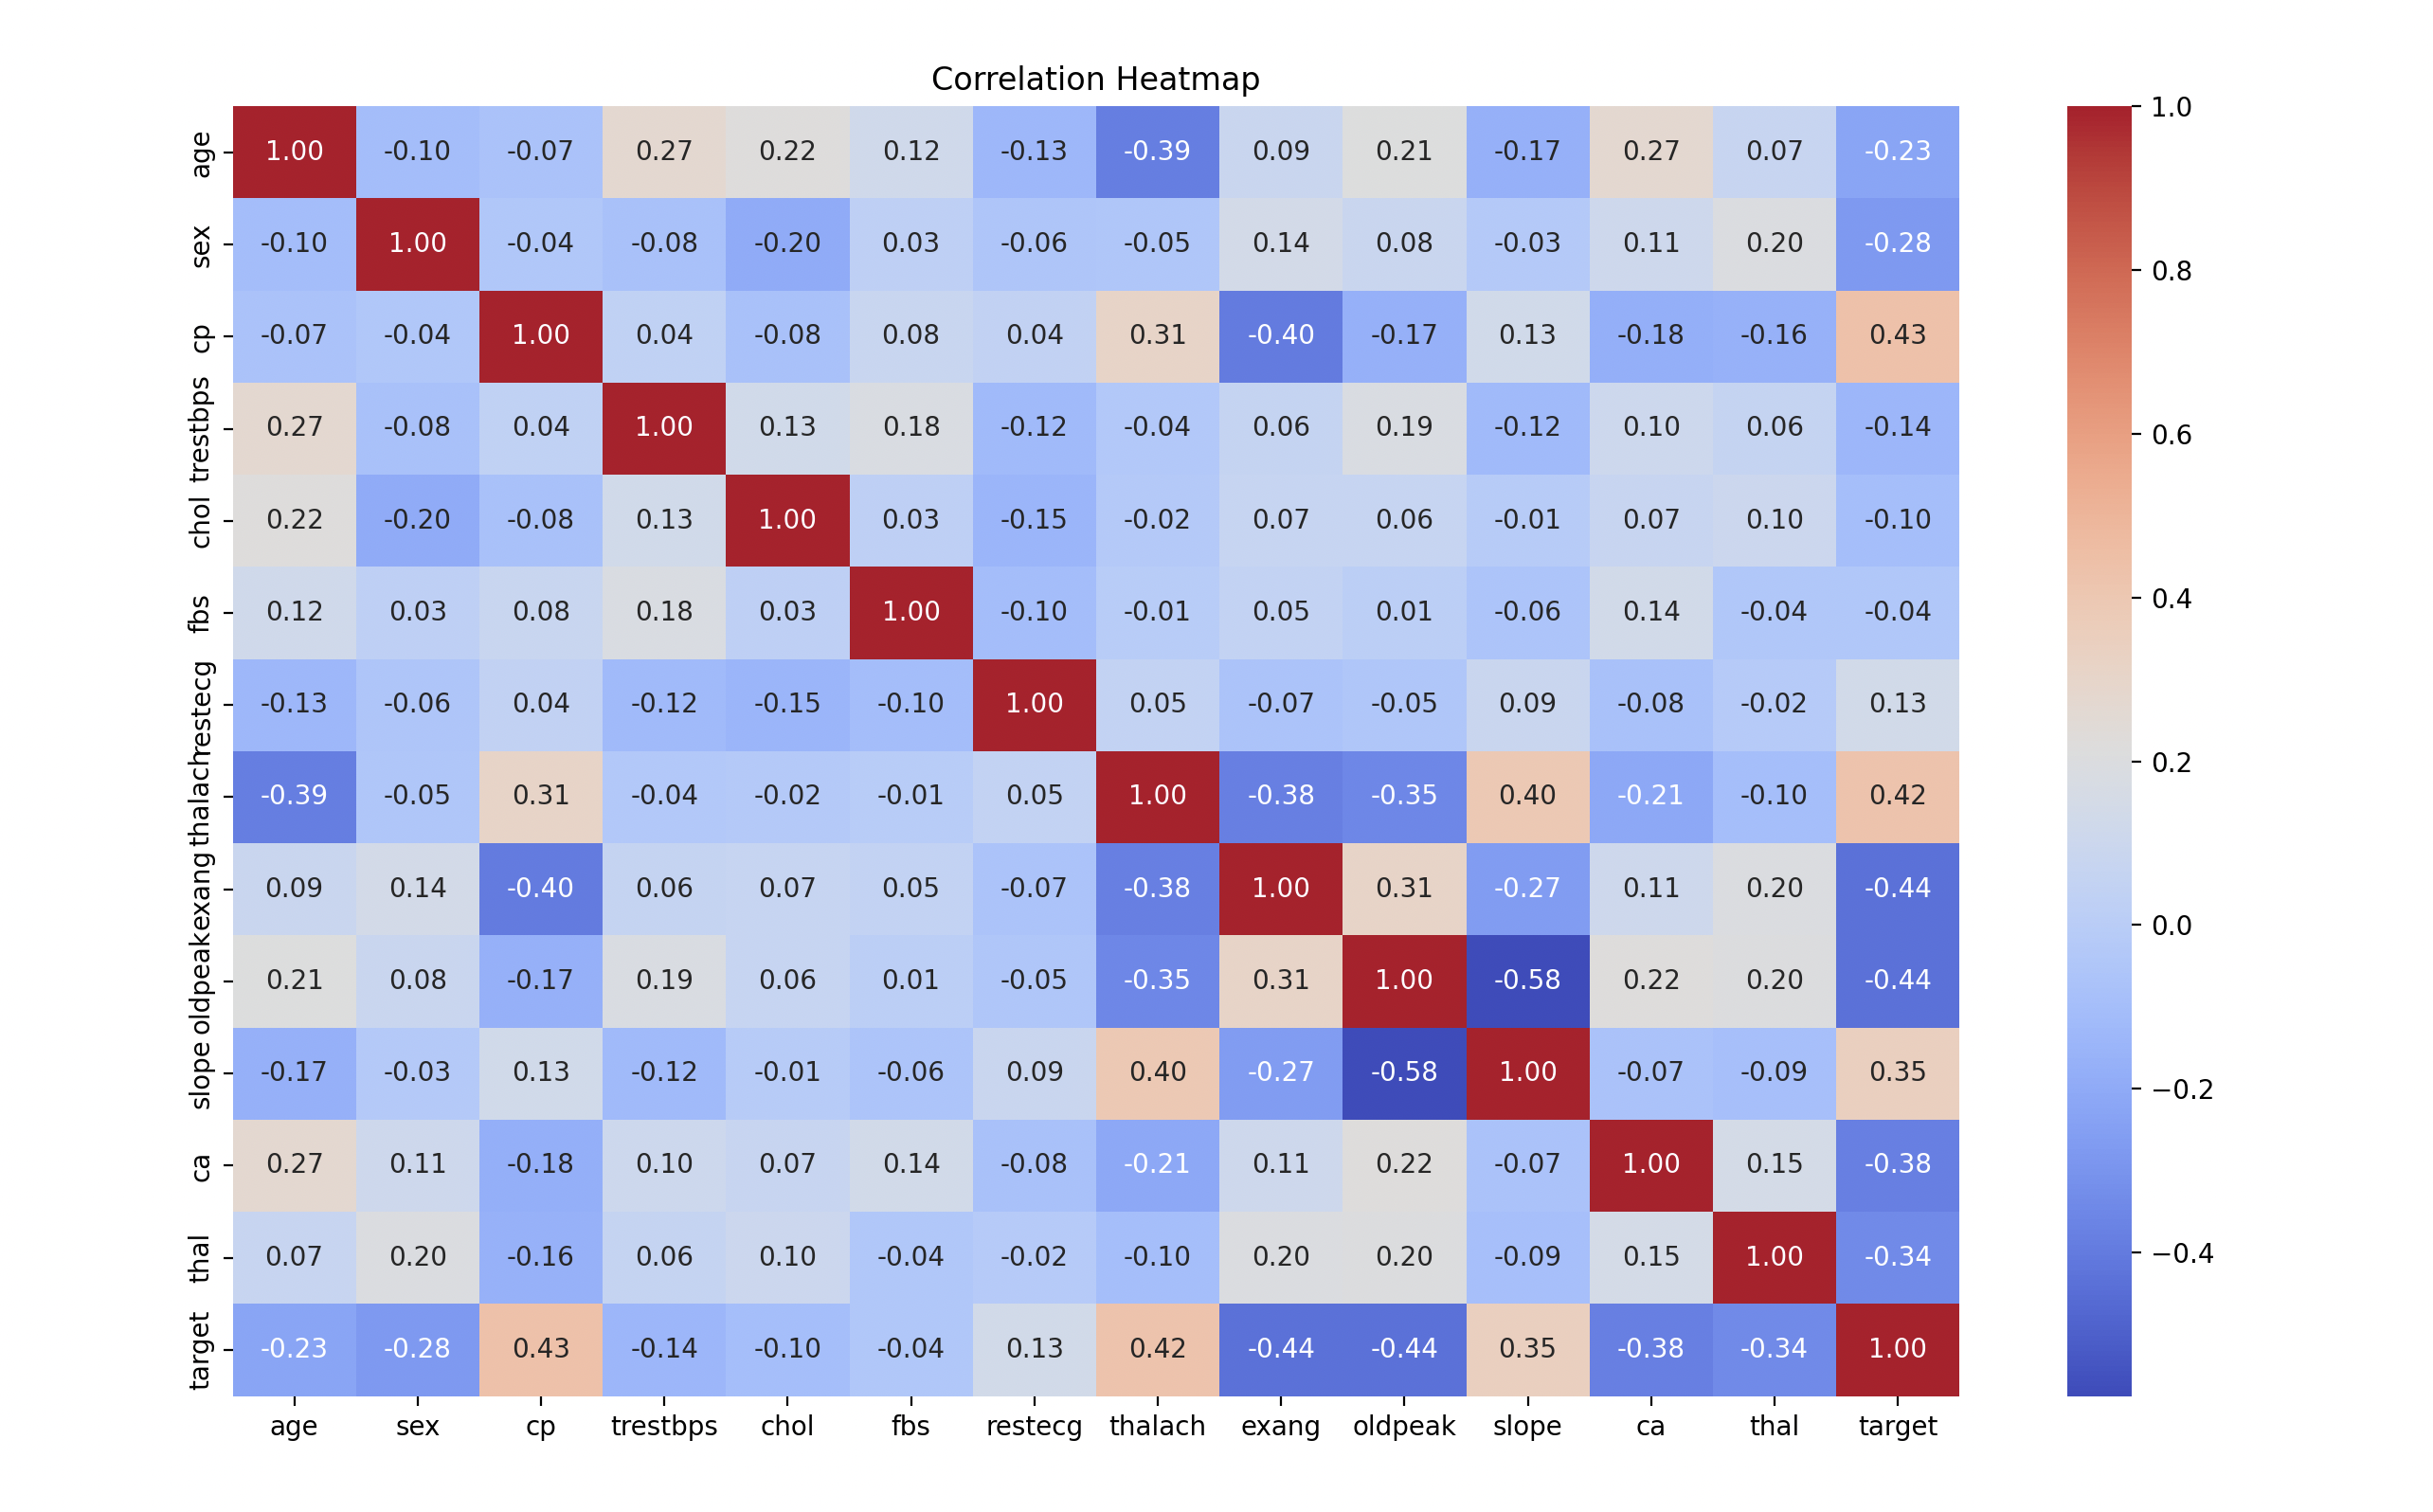 Correlation Heatmap
age 1.00 -0.10 -0.07 0.27 0.22 0.12 -0.13 -0.39 0.09 0.21 -0.17 0.27 0.07 -0.23
sex -0.10 1.00 -0.04 -0.08 -0.20 0.03 -0.06 -0.05 0.14 0.08 -0.03 0.11 0.20 -0.28
cp -0.07 -0.04 1.00 0.04 -0.08 0.08 0.04 0.31 -0.40 -0.17 0.13 -0.18 -0.16 0.43
trestbps 0.27 -0.08 0.04 1.00 0.13 0.18 -0.12 -0.04 0.06 0.19 -0.12 0.10 0.06 -0.14
chol 0.22 -0.20 -0.08 0.13 1.00 0.03 -0.15 -0.02 0.07 0.06 -0.01 0.07 0.10 -0.10
fbs 0.12 0.03 0.08 0.18 0.03 1.00 -0.10 -0.01 0.05 0.01 -0.06 0.14 -0.04 -0.04
restecg -0.13 -0.06 0.04 -0.12 -0.15 -0.10 1.00 0.05 -0.07 -0.05 0.09 -0.08 -0.02 0.13
thalach -0.39 -0.05 0.31 -0.04 -0.02 -0.01 0.05 1.00 -0.38 -0.35 0.40 -0.21 -0.10 0.42
exang 0.09 0.14 -0.40 0.06 0.07 0.05 -0.07 -0.38 1.00 0.31 -0.27 0.11 0.20 -0.44
oldpeak 0.21 0.08 -0.17 0.19 0.06 0.01 -0.05 -0.35 0.31 1.00 -0.58 0.22 0.20 -0.44
slope -0.17 -0.03 0.13 -0.12 -0.01 -0.06 0.09 0.40 -0.27 -0.58 1.00 -0.07 -0.09 0.35
ca 0.27 0.11 -0.18 0.10 0.07 0.14 -0.08 -0.21 0.11 0.22 -0.07 1.00 0.15 -0.38
thal 0.07 0.20 -0.16 0.06 0.10 -0.04 -0.02 -0.10 0.20 0.20 -0.09 0.15 1.00 -0.34
target -0.23 -0.28 0.43 -0.14 -0.10 -0.04 0.13 0.42 -0.44 -0.44 0.35 -0.38 -0.34 1.00
age sex cp trestbps chol fbs restecg thalach exang oldpeak slope ca thal target
1.0
0.8
0.6
0.4
0.2
0.0
−0.2
−0.4